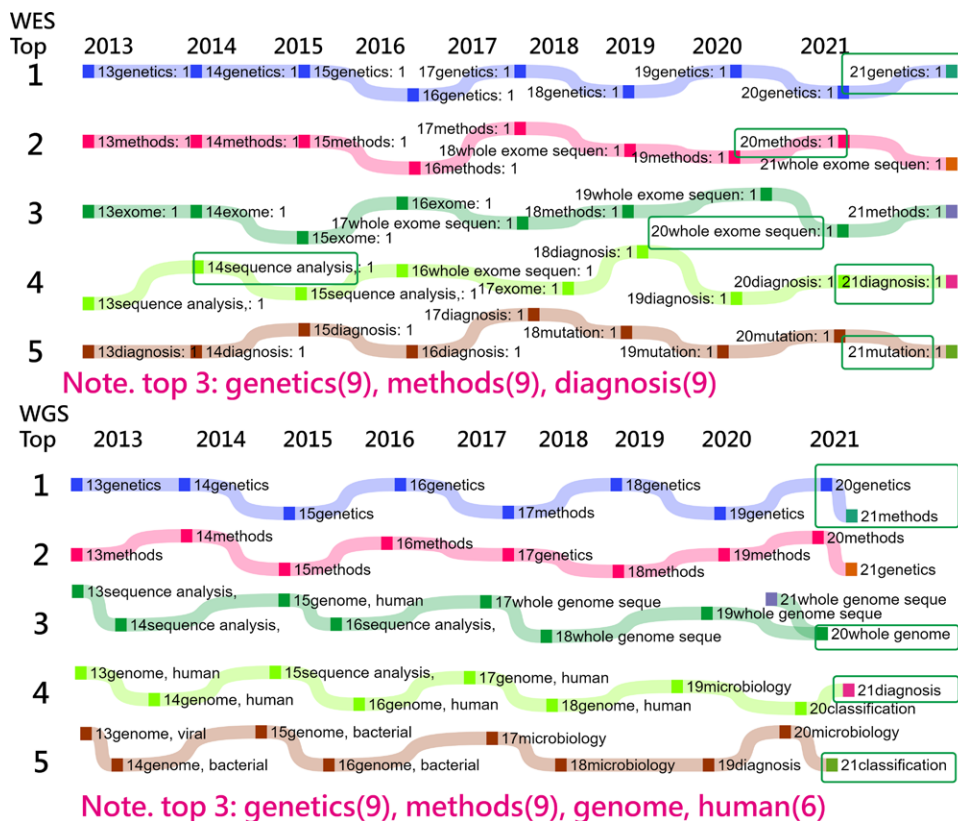 WES
Top 2013 2014 2015 2016 2017 2018 2019 2020 2021
1 13genetics: 1 14genetics: 1 15genetics: 1 16genetics: 1 17genetics: 1 18genetics: 1 19genetics: 1 20genetics: 1 21genetics: 1
2 13methods: 1 14methods: 1 15methods: 1 16methods: 1 17methods: 1 18whole exome sequen: 1 19methods: 1 20methods: 1 21whole exome sequen: 1
3 13exome: 1 14exome: 1 15exome: 1 16exome: 1 17whole exome sequen: 1 18methods: 1 19whole exome sequen: 1 20whole exome sequen: 1 21methods: 1
4 13sequence analysis,: 1 14sequence analysis,: 1 15sequence analysis,: 1 16whole exome sequen: 1 17exome: 1 18diagnosis: 1 19diagnosis: 1 20diagnosis: 1 21diagnosis: 1
5 13diagnosis: 1 14diagnosis: 1 15diagnosis: 1 16diagnosis: 1 17diagnosis: 1 18mutation: 1 19mutation: 1 20mutation: 1 21mutation: 1
Note. top 3: genetics(9), methods(9), diagnosis(9)
WGS
Top 2013 2014 2015 2016 2017 2018 2019 2020 2021
1 13genetics 14genetics 15genetics 16genetics 17methods 18genetics 19genetics 20genetics 21methods
2 13methods 14methods 15methods 16methods 17genetics 18methods 19methods 20methods 21genetics
3 13sequence analysis, 14sequence analysis, 15genome, human 16sequence analysis, 17whole genome seque 18whole genome seque 19whole genome seque 20whole genome 21whole genome seque
4 13genome, human 14genome, human 15sequence analysis, 16genome, human 17genome, human 18genome, human 19microbiology 20classification 21diagnosis
5 13genome, viral 14genome, bacterial 15genome, bacterial 16genome, bacterial 17microbiology 18microbiology 19diagnosis 20microbiology 21classification
Note. top 3: genetics(9), methods(9), genome, human(6)